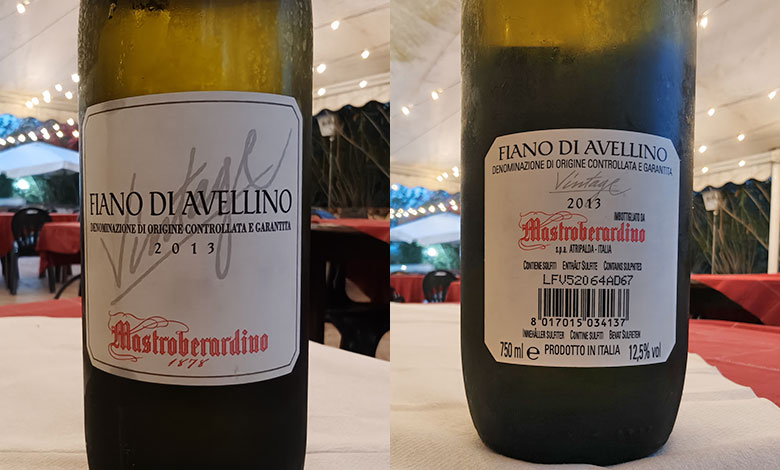 Vintage
FIANO DI AVELLINO
DENOMINAZIONE DI ORIGINE CONTROLLATA E GARANTITA
2013
Mastroberardino
1878
FIANO DI AVELLINO
DENOMINAZIONE DI ORIGINE CONTROLLATA E GARANTITA
Vintage
2013
IMBOTTIGLIATO DA
Mastroberardino
s.p.a. ATRIPALDA - ITALIA
CONTIENE SOLFITI ENTHÄLT SULFITE CONTAINS SULPHITES
LFV52064AD67
8 017015 034137
INNEHÅLLER SULFITER CONTINE SULFITI BEVAT SULFIETEN
750 ml e PRODOTTO IN ITALIA 12,5% vol